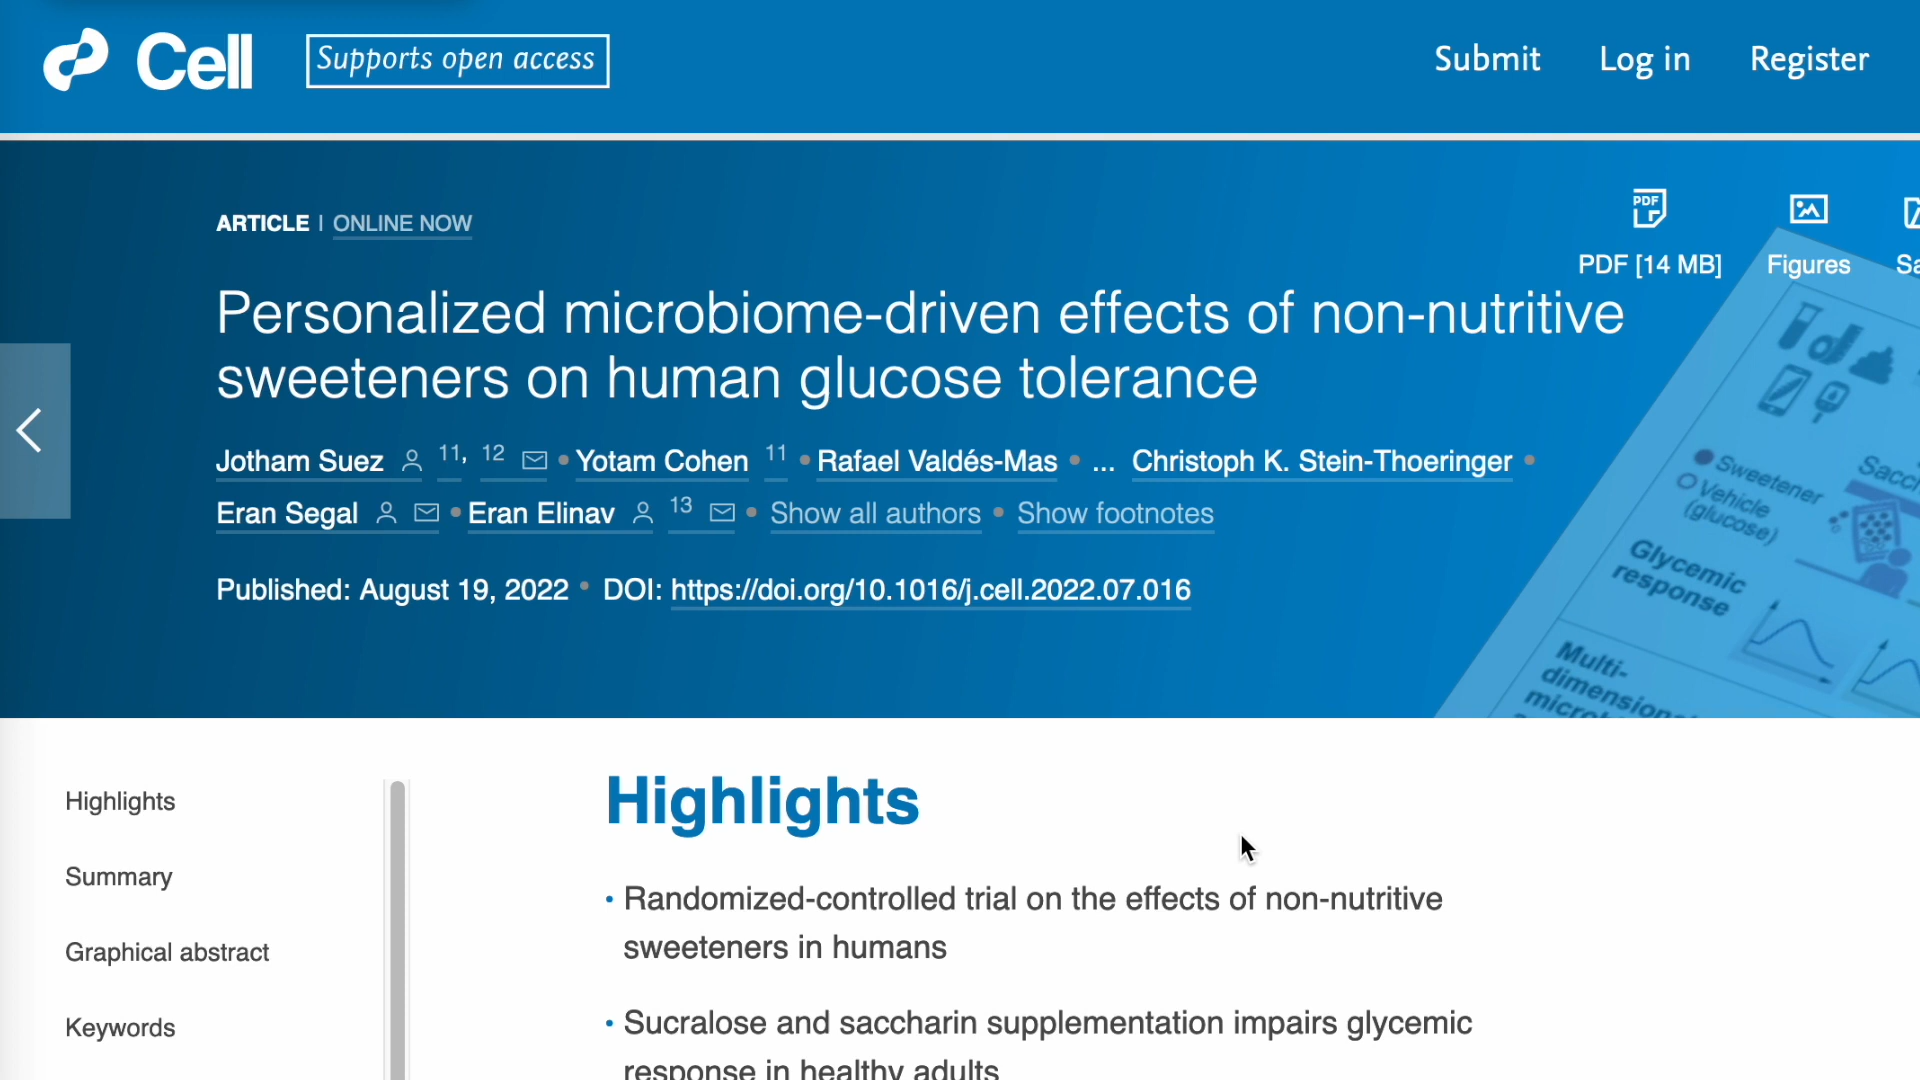 Cell
Supports open access
Submit
Log in
Register
ARTICLE | ONLINE NOW
PDF
PDF [14 MB]
Figures
Personalized microbiome-driven effects of non-nutritive
sweeteners on human glucose tolerance
Jotham Suez 11, 12 • Yotam Cohen 11 • Rafael Valdés-Mas • ... Christoph K. Stein-Thoeringer •
Eran Segal • Eran Elinav 13 • Show all authors • Show footnotes
Published: August 19, 2022 • DOI: https://doi.org/10.1016/j.cell.2022.07.016
Sweetener
Vehicle
(glucose)
Glycemic
response
Multi-
Highlights
Summary
Graphical abstract
Keywords
Highlights
• Randomized-controlled trial on the effects of non-nutritive
sweeteners in humans
• Sucralose and saccharin supplementation impairs glycemic
response in healthy adults